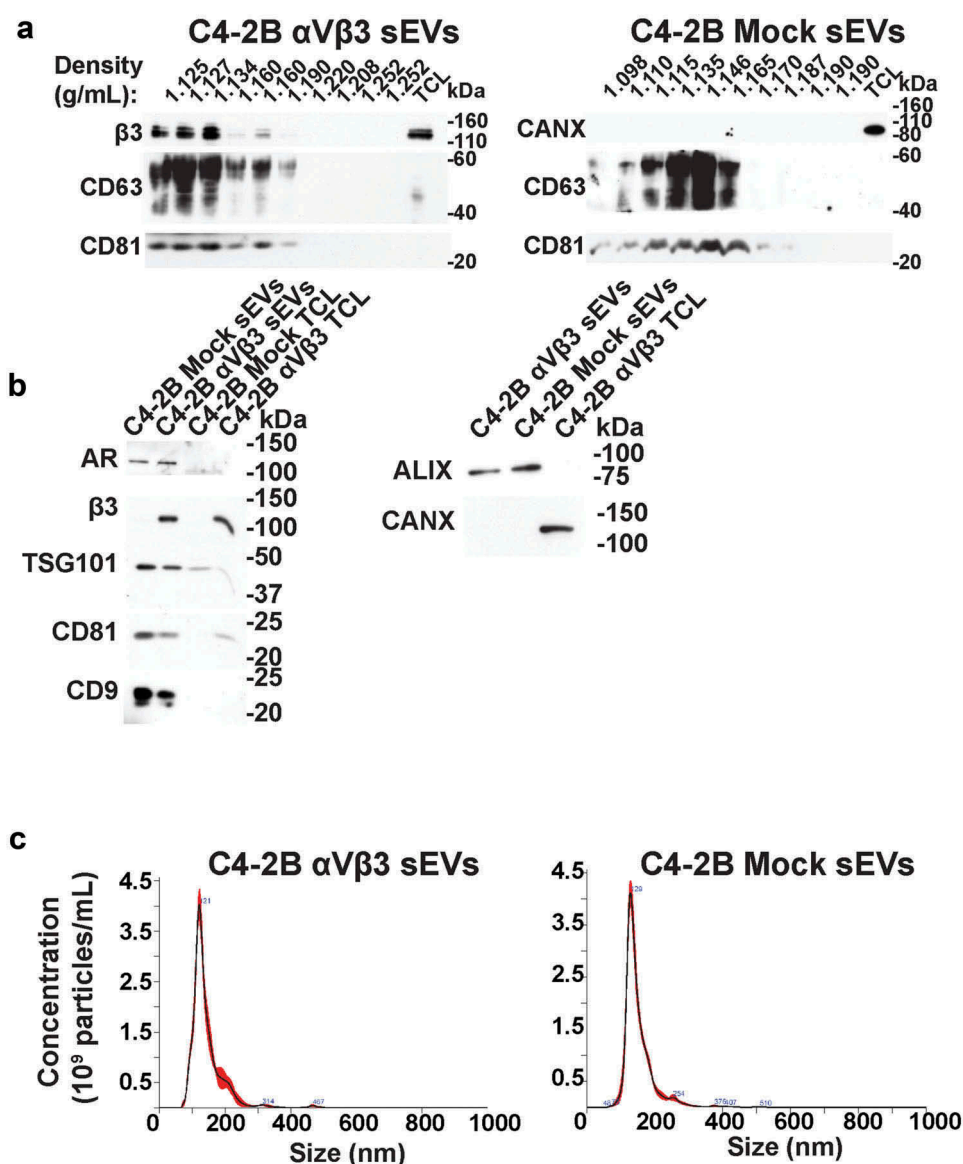 a
C4-2B αVβ3 sEVs
Density (g/mL):
1.125
1.127
1.134
1.160
1.160
1.190
1.220
1.208
1.252
1.252
TCL
kDa
β3
-160
-110
CD63
-60
-40
CD81
-20
C4-2B Mock sEVs
1.098
1.110
1.115
1.135
1.146
1.165
1.170
1.187
1.190
1.190
TCL
kDa
CANX
-160
-110
-80
CD63
-60
-40
CD81
-20
b
C4-2B Mock sEVs
C4-2B αVβ3 sEVs
C4-2B Mock TCL
C4-2B αVβ3 TCL
kDa
AR
-150
-100
β3
-150
-100
TSG101
-50
-37
CD81
-25
-20
CD9
-25
-20
C4-2B αVβ3 sEVs
C4-2B Mock sEVs
C4-2B αVβ3 TCL
kDa
ALIX
-100
-75
CANX
-150
-100
c
C4-2B αVβ3 sEVs
Concentration
(10⁹ particles/mL)
4.5
3.5
2.5
1.5
0.5
121
314
467
0 200 400 600 800 1000
Size (nm)
C4-2B Mock sEVs
4.5
3.5
2.5
1.5
0.5
129
254
510
0 200 400 600 800 1000
Size (nm)